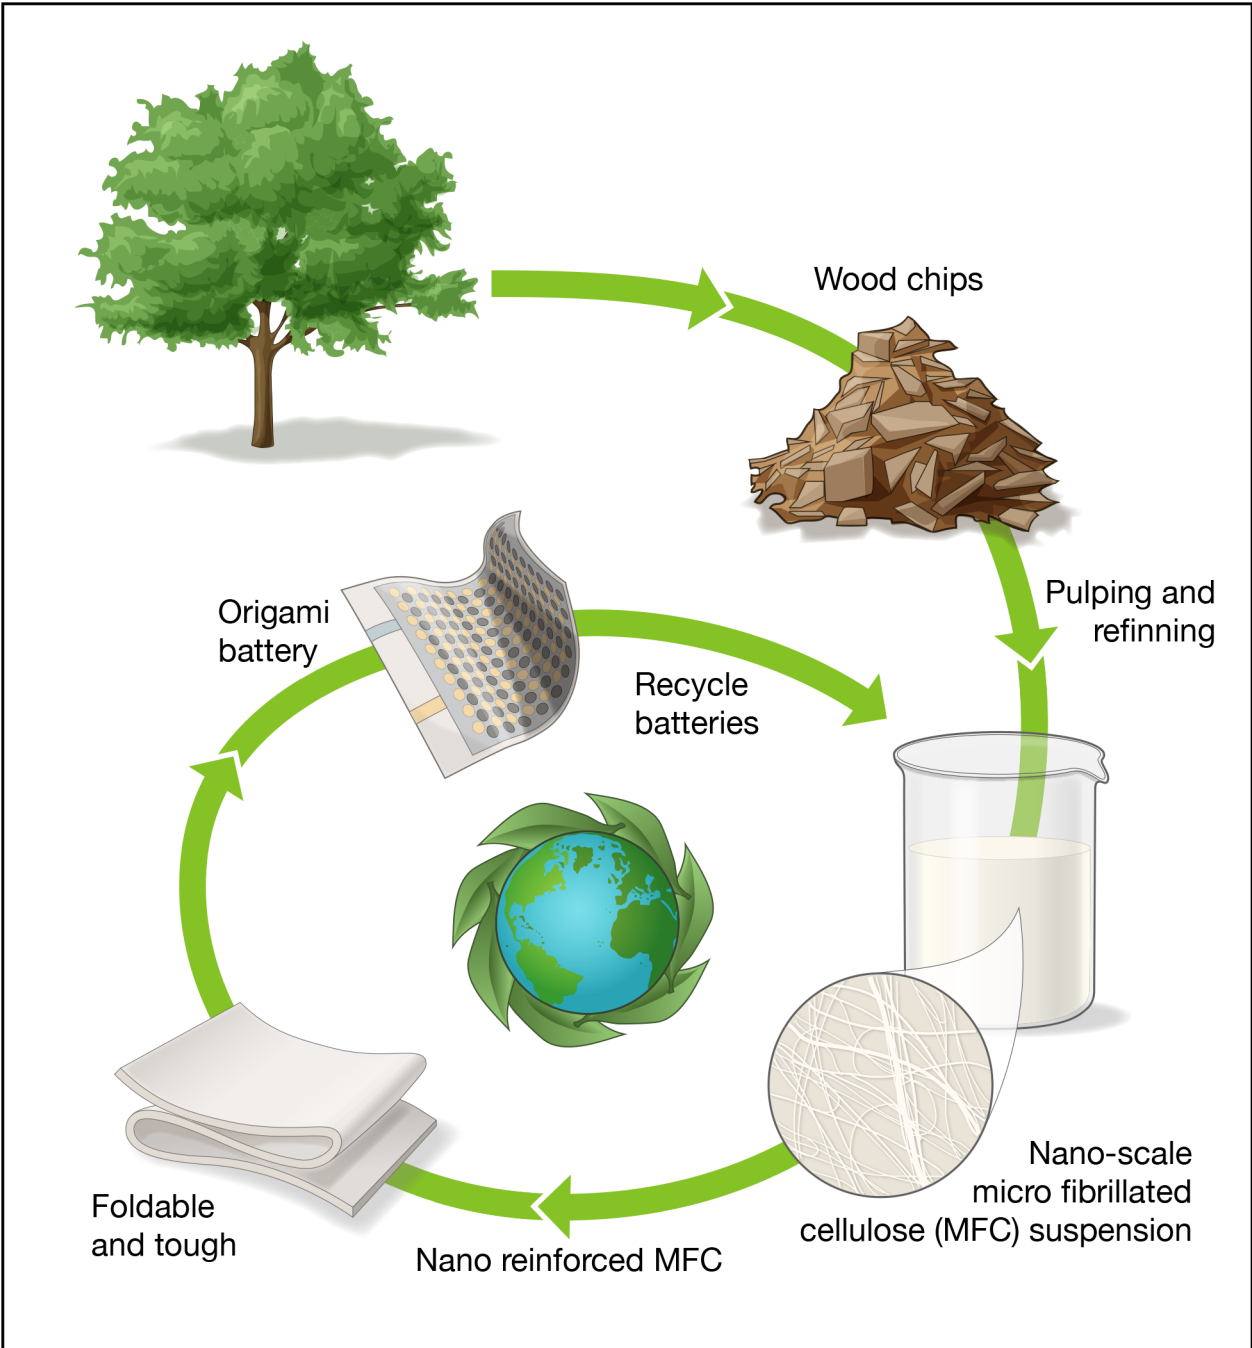 Wood chips
Pulping and
refinning
Origami
battery
Recycle
batteries
Nano-scale
micro fibrillated
cellulose (MFC) suspension
Foldable
and tough
Nano reinforced MFC